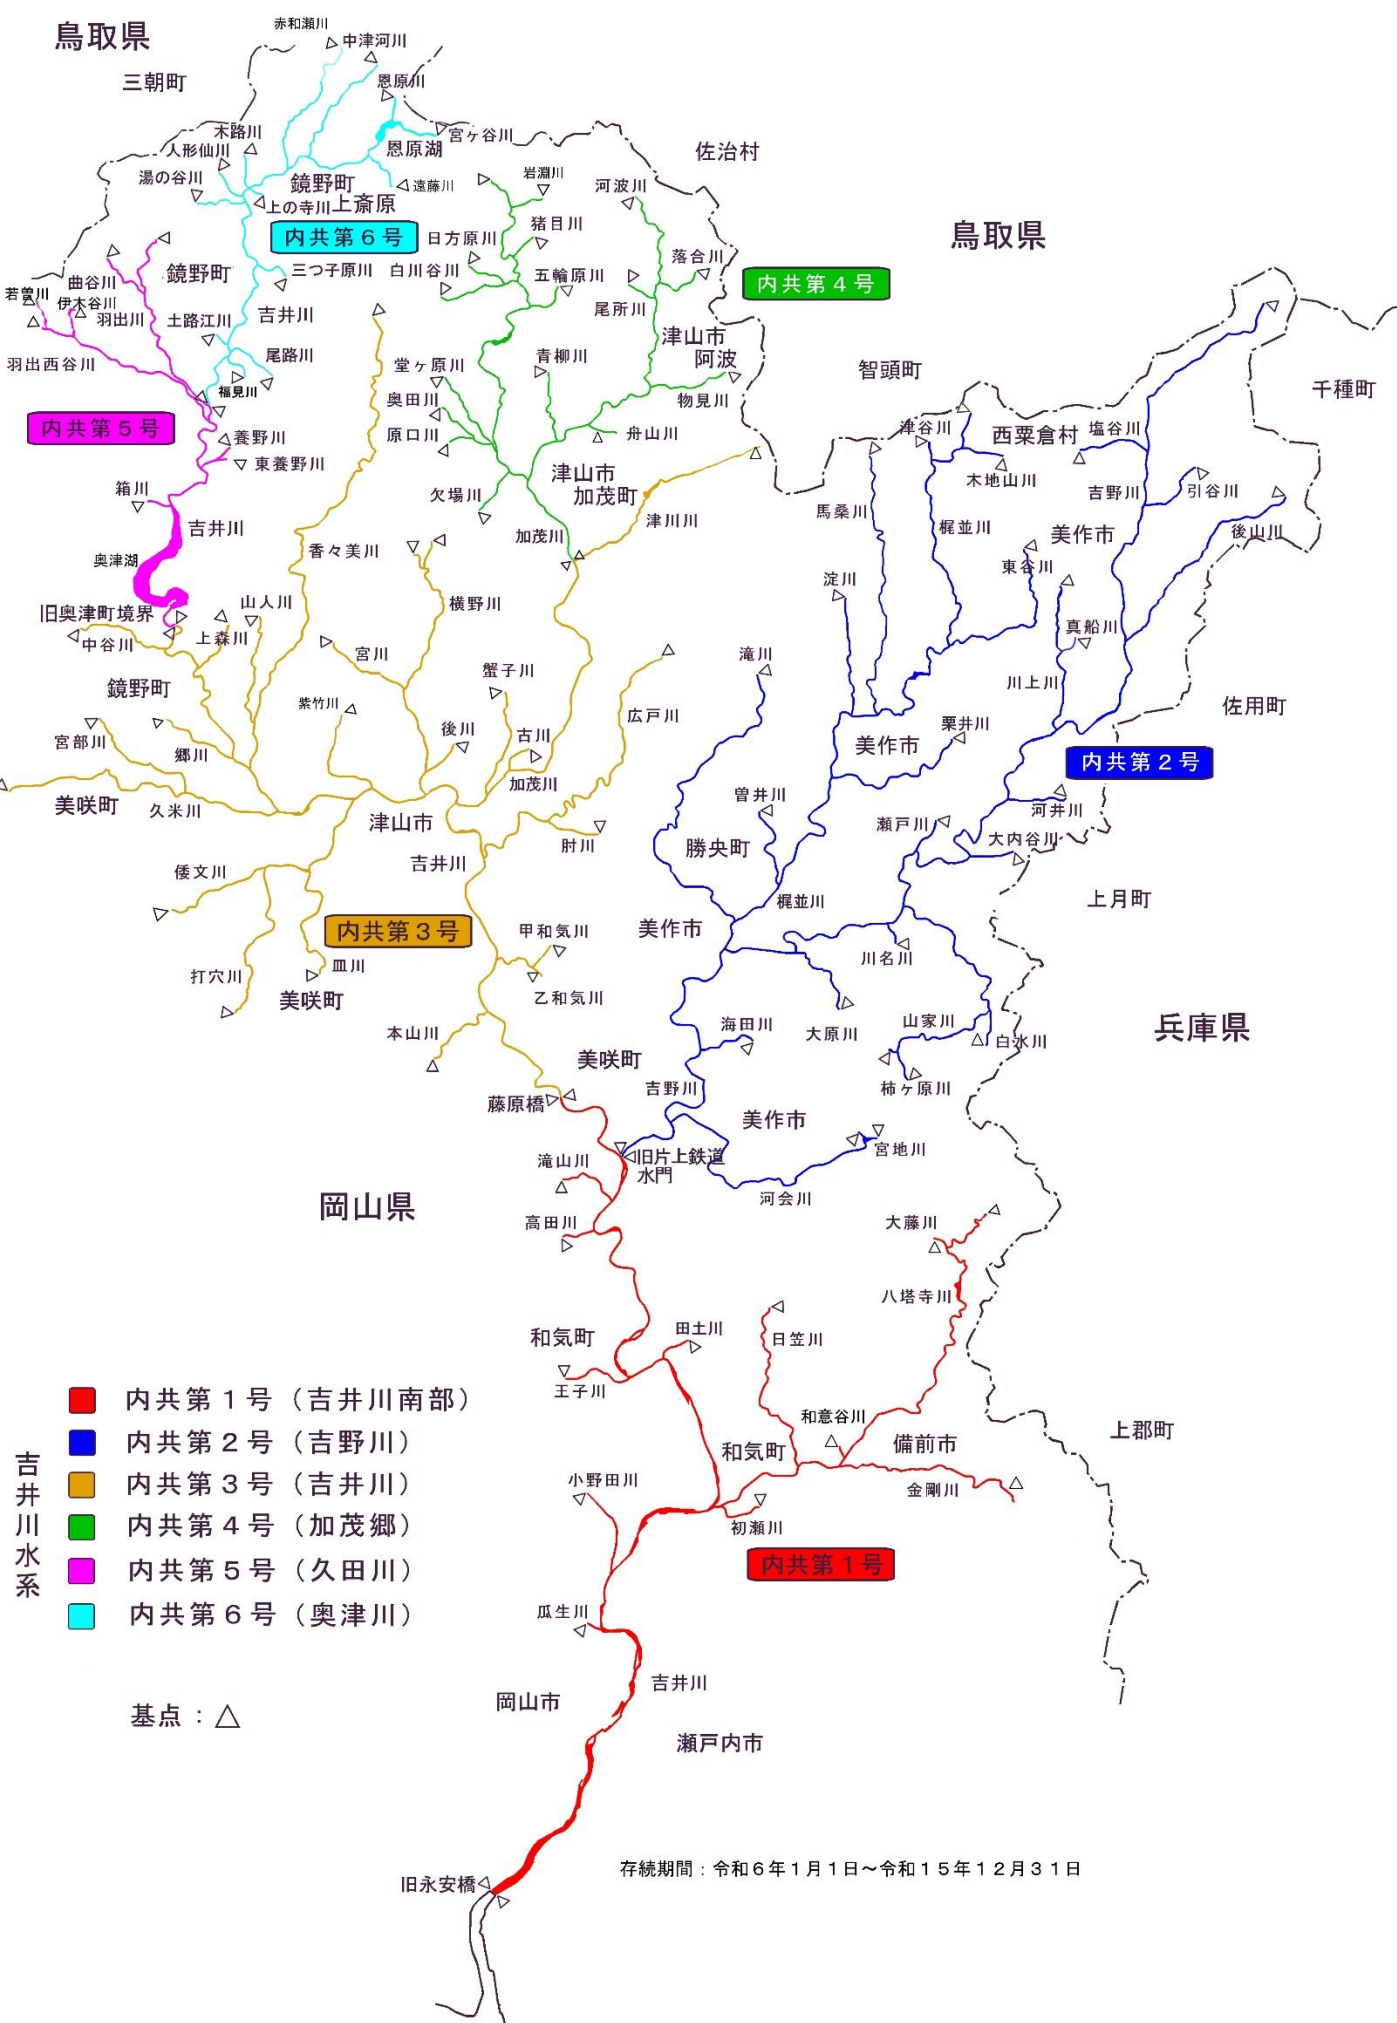 鳥取県
三朝町
赤和瀬川
中津河川
恩原川
宮ヶ谷川
恩原湖
木路川
人形仙川
湯の谷川
鏡野町
上斎原
遠藤川
上の寺川
内共第６号
三つ子原川
吉井川
土路江川
尾路川
福見川
佐治村
鳥取県
岩淵川
猪目川
日方原川
白川谷川
五輪原川
河波川
落合川
尾所川
内共第４号
津山市
阿波
物見川
青柳川
堂ヶ原川
奥田川
原口川
舟山川
欠場川
津山市
加茂町
加茂川
津川川
曲谷川
鏡野町
若曽川
伊木谷川
羽出川
羽出西谷川
内共第５号
養野川
東養野川
箱川
吉井川
奥津湖
旧奥津町境界
中谷川
上森川
山人川
香々美川
横野川
鏡野町
宮川
蟹子川
紫竹川
後川
古川
加茂川
広戸川
宮部川
郷川
美咲町
久米川
津山市
吉井川
肘川
倭文川
内共第３号
打穴川
皿川
美咲町
甲和気川
乙和気川
本山川
美咲町
藤原橋
智頭町
千種町
津谷川
西粟倉村
塩谷川
木地山川
吉野川
引谷川
馬桑川
梶並川
美作市
後山川
東谷川
淀川
真船川
川上川
滝川
佐用町
粟井川
美作市
内共第２号
曽井川
河井川
瀬戸川
大内谷川
勝央町
梶並川
上月町
美作市
川名川
大原川
海田川
山家川
白水川
兵庫県
柿ヶ原川
吉野川
美作市
宮地川
旧片上鉄道
水門
河会川
滝山川
岡山県
高田川
大藤川
八塔寺川
和気町
田土川
日笠川
王子川
和意谷川
和気町
備前市
上郡町
小野田川
金剛川
初瀬川
内共第１号
瓜生川
吉井川
岡山市
瀬戸内市
旧永安橋
吉井川水系
内共第１号（吉井川南部）
内共第２号（吉野川）
内共第３号（吉井川）
内共第４号（加茂郷）
内共第５号（久田川）
内共第６号（奥津川）
基点：△
存続期間：令和６年１月１日～令和１５年１２月３１日